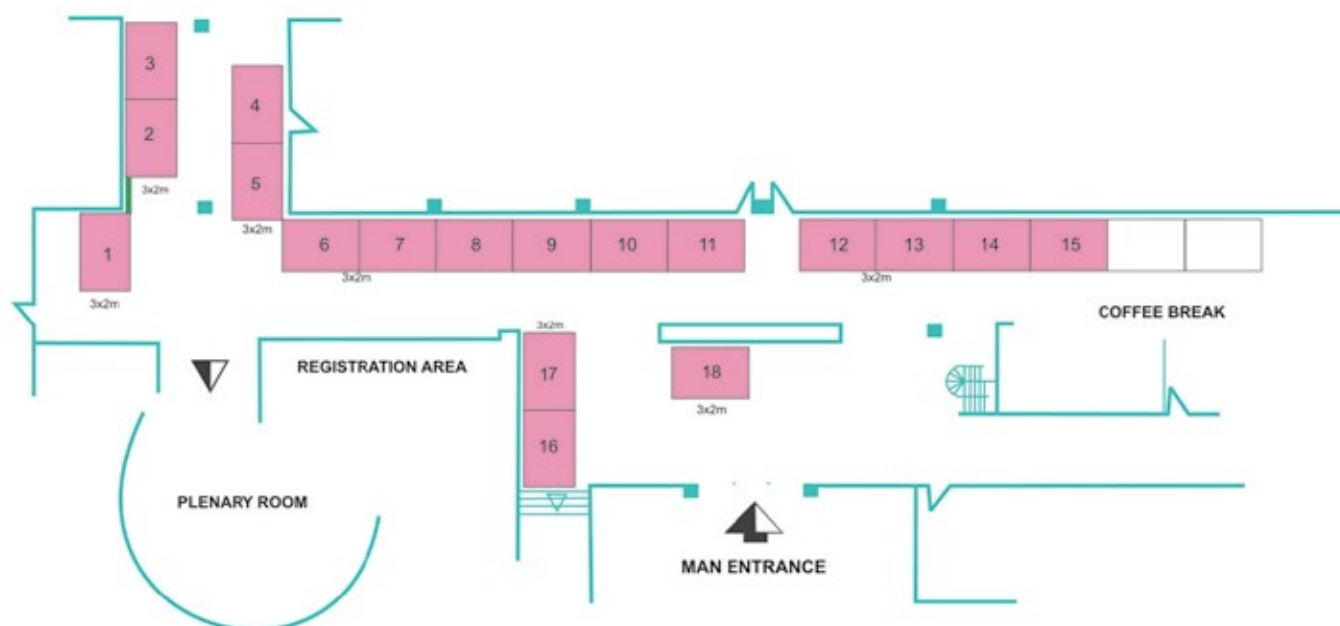 3
4
2
5
3x2m
3x2m
1
3x2m
6 7 8 9 10 11 12 13 14 15
3x2m 3x2m
COFFEE BREAK
3x2m
REGISTRATION AREA
17
18
3x2m
16
PLENARY ROOM
MAN ENTRANCE